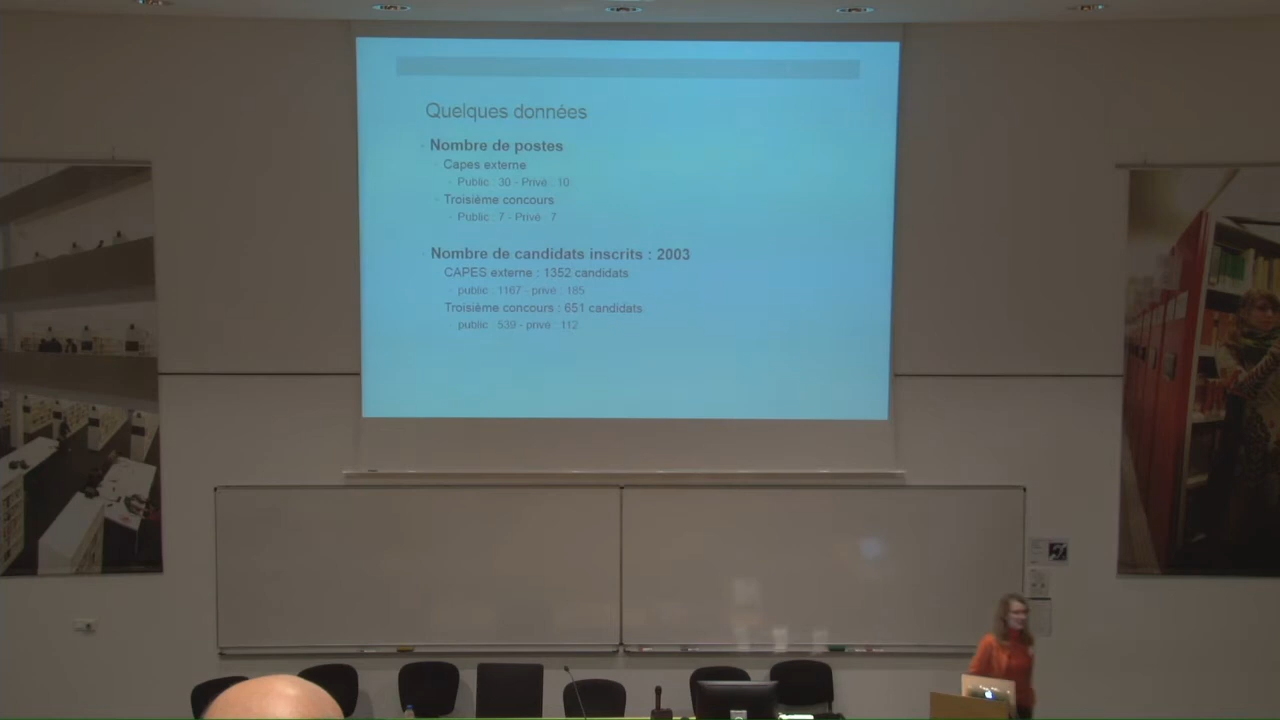 Quelques données
Nombre de postes
Capes externe
Public : 30 - Privé : 10
Troisième concours
Public : 7 - Privé : 7
Nombre de candidats inscrits : 2003
CAPES externe : 1352 candidats
public : 1167 - privé : 185
Troisième concours : 651 candidats
public : 539 - privé : 112